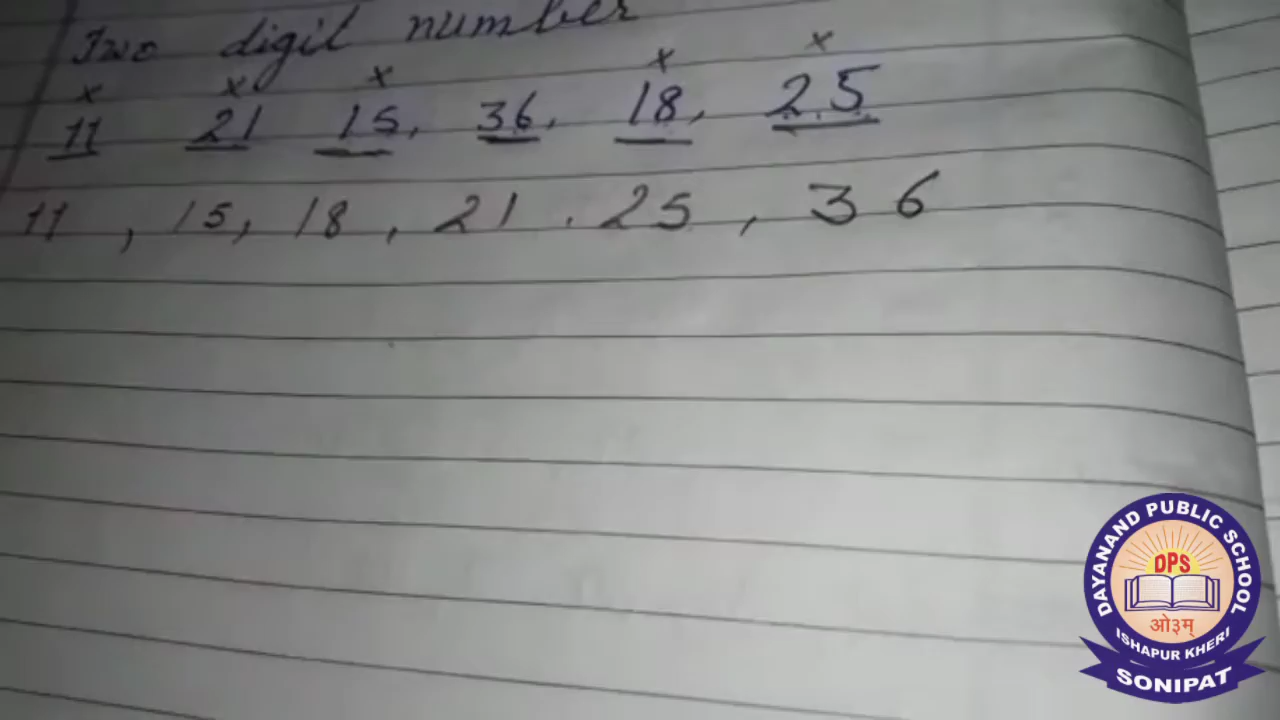 Two digit number
x x x x x
11 21 15, 36, 18, 25
11, 15, 18, 21, 25, 36
DAYANAND PUBLIC SCHOOL
DPS
ओ३म्
ISHAPUR KHERI
SONIPAT